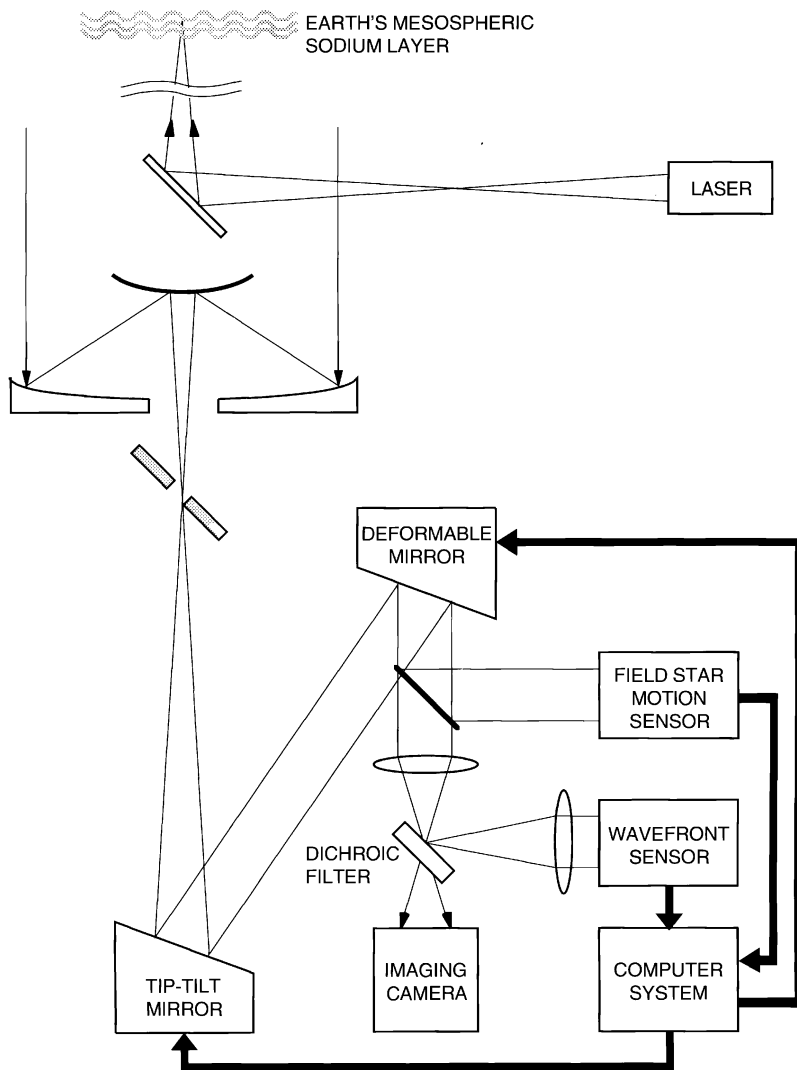 EARTH'S MESOSPHERIC
SODIUM LAYER
LASER
DEFORMABLE
MIRROR
FIELD STAR
MOTION
SENSOR
WAVEFRONT
SENSOR
DICHROIC
FILTER
TIP-TILT
MIRROR
IMAGING
CAMERA
COMPUTER
SYSTEM